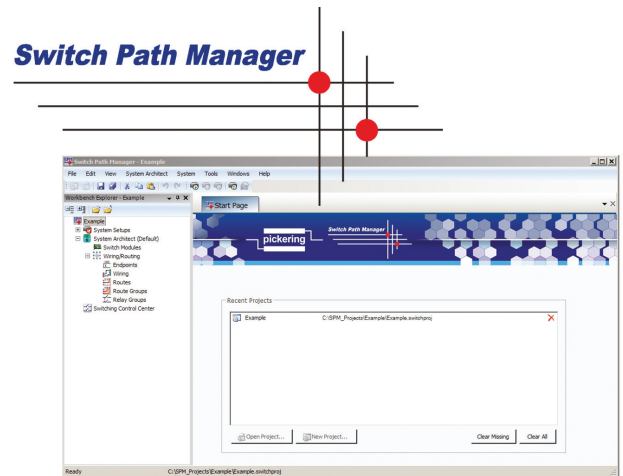 Switch Path Manager
Switch Path Manager - Example
File Edit View System Architect System Tools Windows Help
Workbench Explorer - Example
Start Page
Example
System Setups
System Architect (Default)
Switch Modules
Wiring/Routing
Endpoints
Wiring
Routes
Route Groups
Relay Groups
Switching Control Center
pickering
Switch Path Manager
Recent Projects
Example C:\SPM_Projects\Example\Example.switchproj
Open Project... New Project... Clear Missing Clear All
Ready C:\SPM_Projects\Example\Example.switchproj